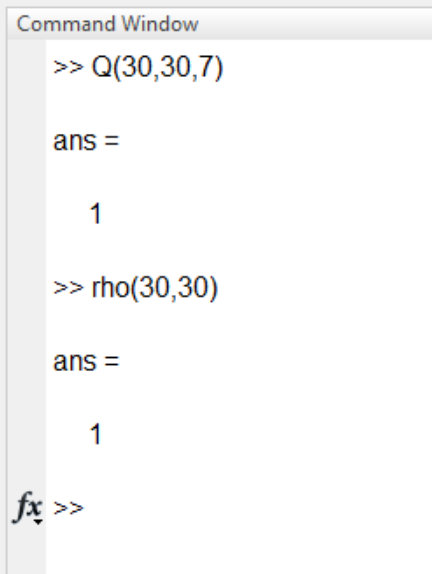 Command Window
>> Q(30,30,7)
ans =
1
>> rho(30,30)
ans =
1
fx >>